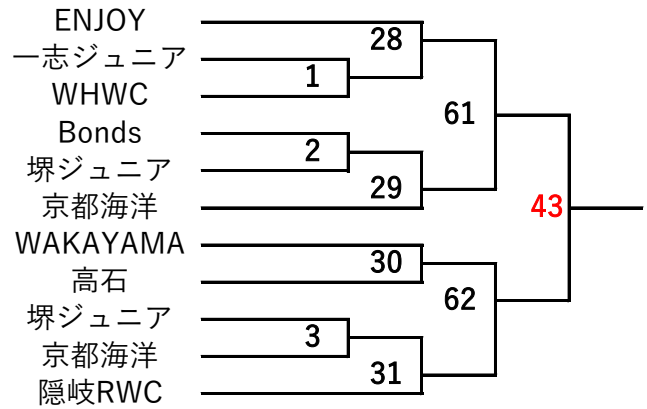 ENJOY
一志ジュニア
WHWC
Bonds
堺ジュニア
京都海洋
WAKAYAMA
高石
堺ジュニア
京都海洋
隠岐RWC
28
1
61
2
29
43
30
62
3
31